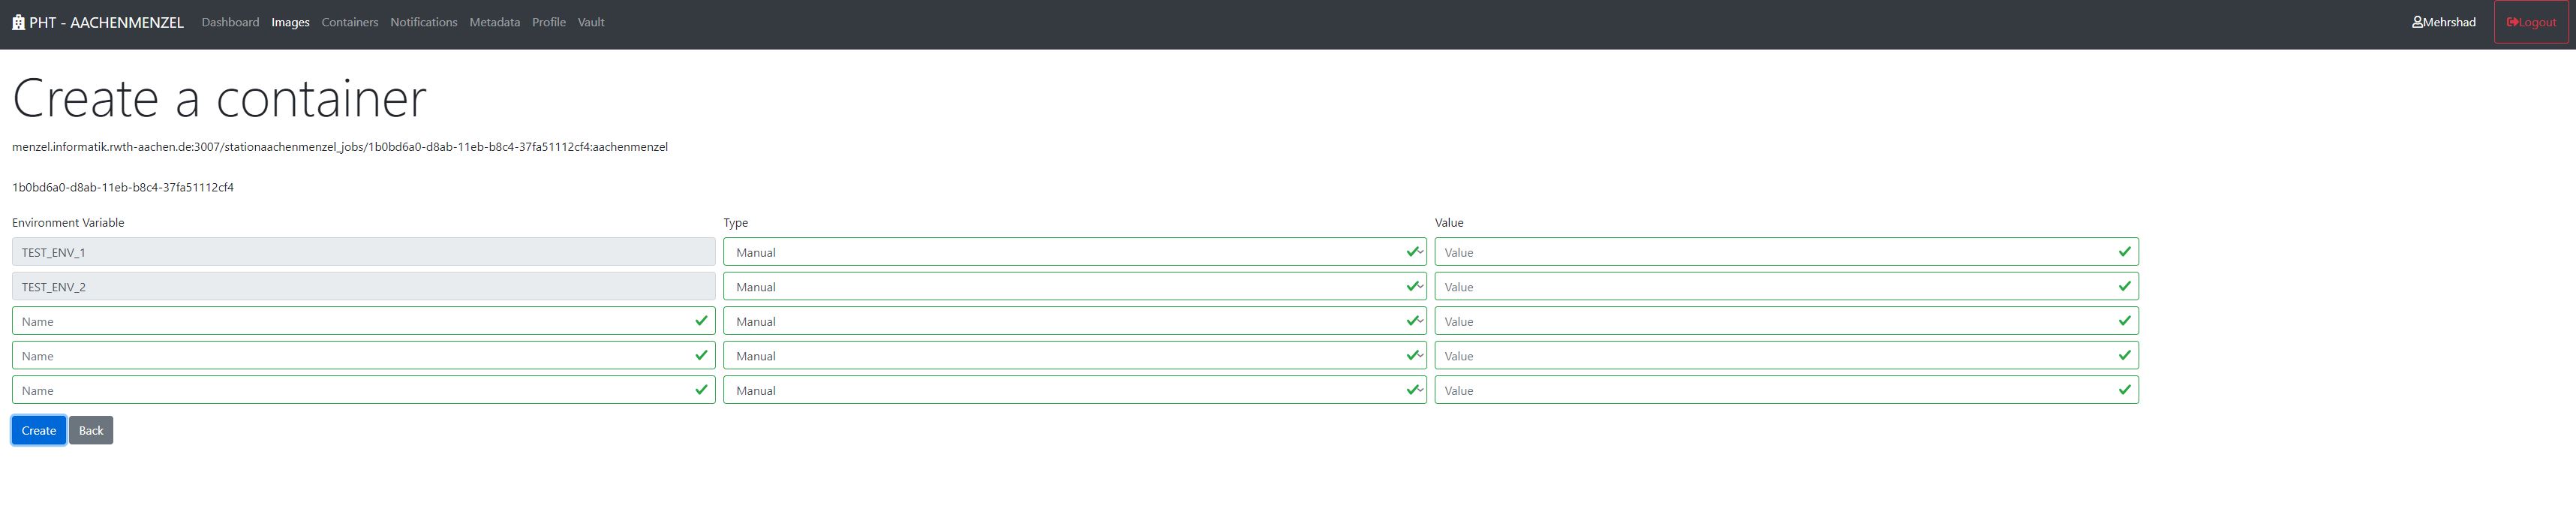 PHT - AACHENMENZEL Dashboard Images Containers Notifications Metadata Profile Vault Mehrshad Logout
Create a container
menzel.informatik.rwth-aachen.de:3007/stationaachenmenzel_jobs/1b0bd6a0-d8ab-11eb-b8c4-37fa51112cf4:aachenmenzel
1b0bd6a0-d8ab-11eb-b8c4-37fa51112cf4
Environment Variable Type Value
TEST_ENV_1 Manual Value
TEST_ENV_2 Manual Value
Name Manual Value
Name Manual Value
Name Manual Value
Create Back